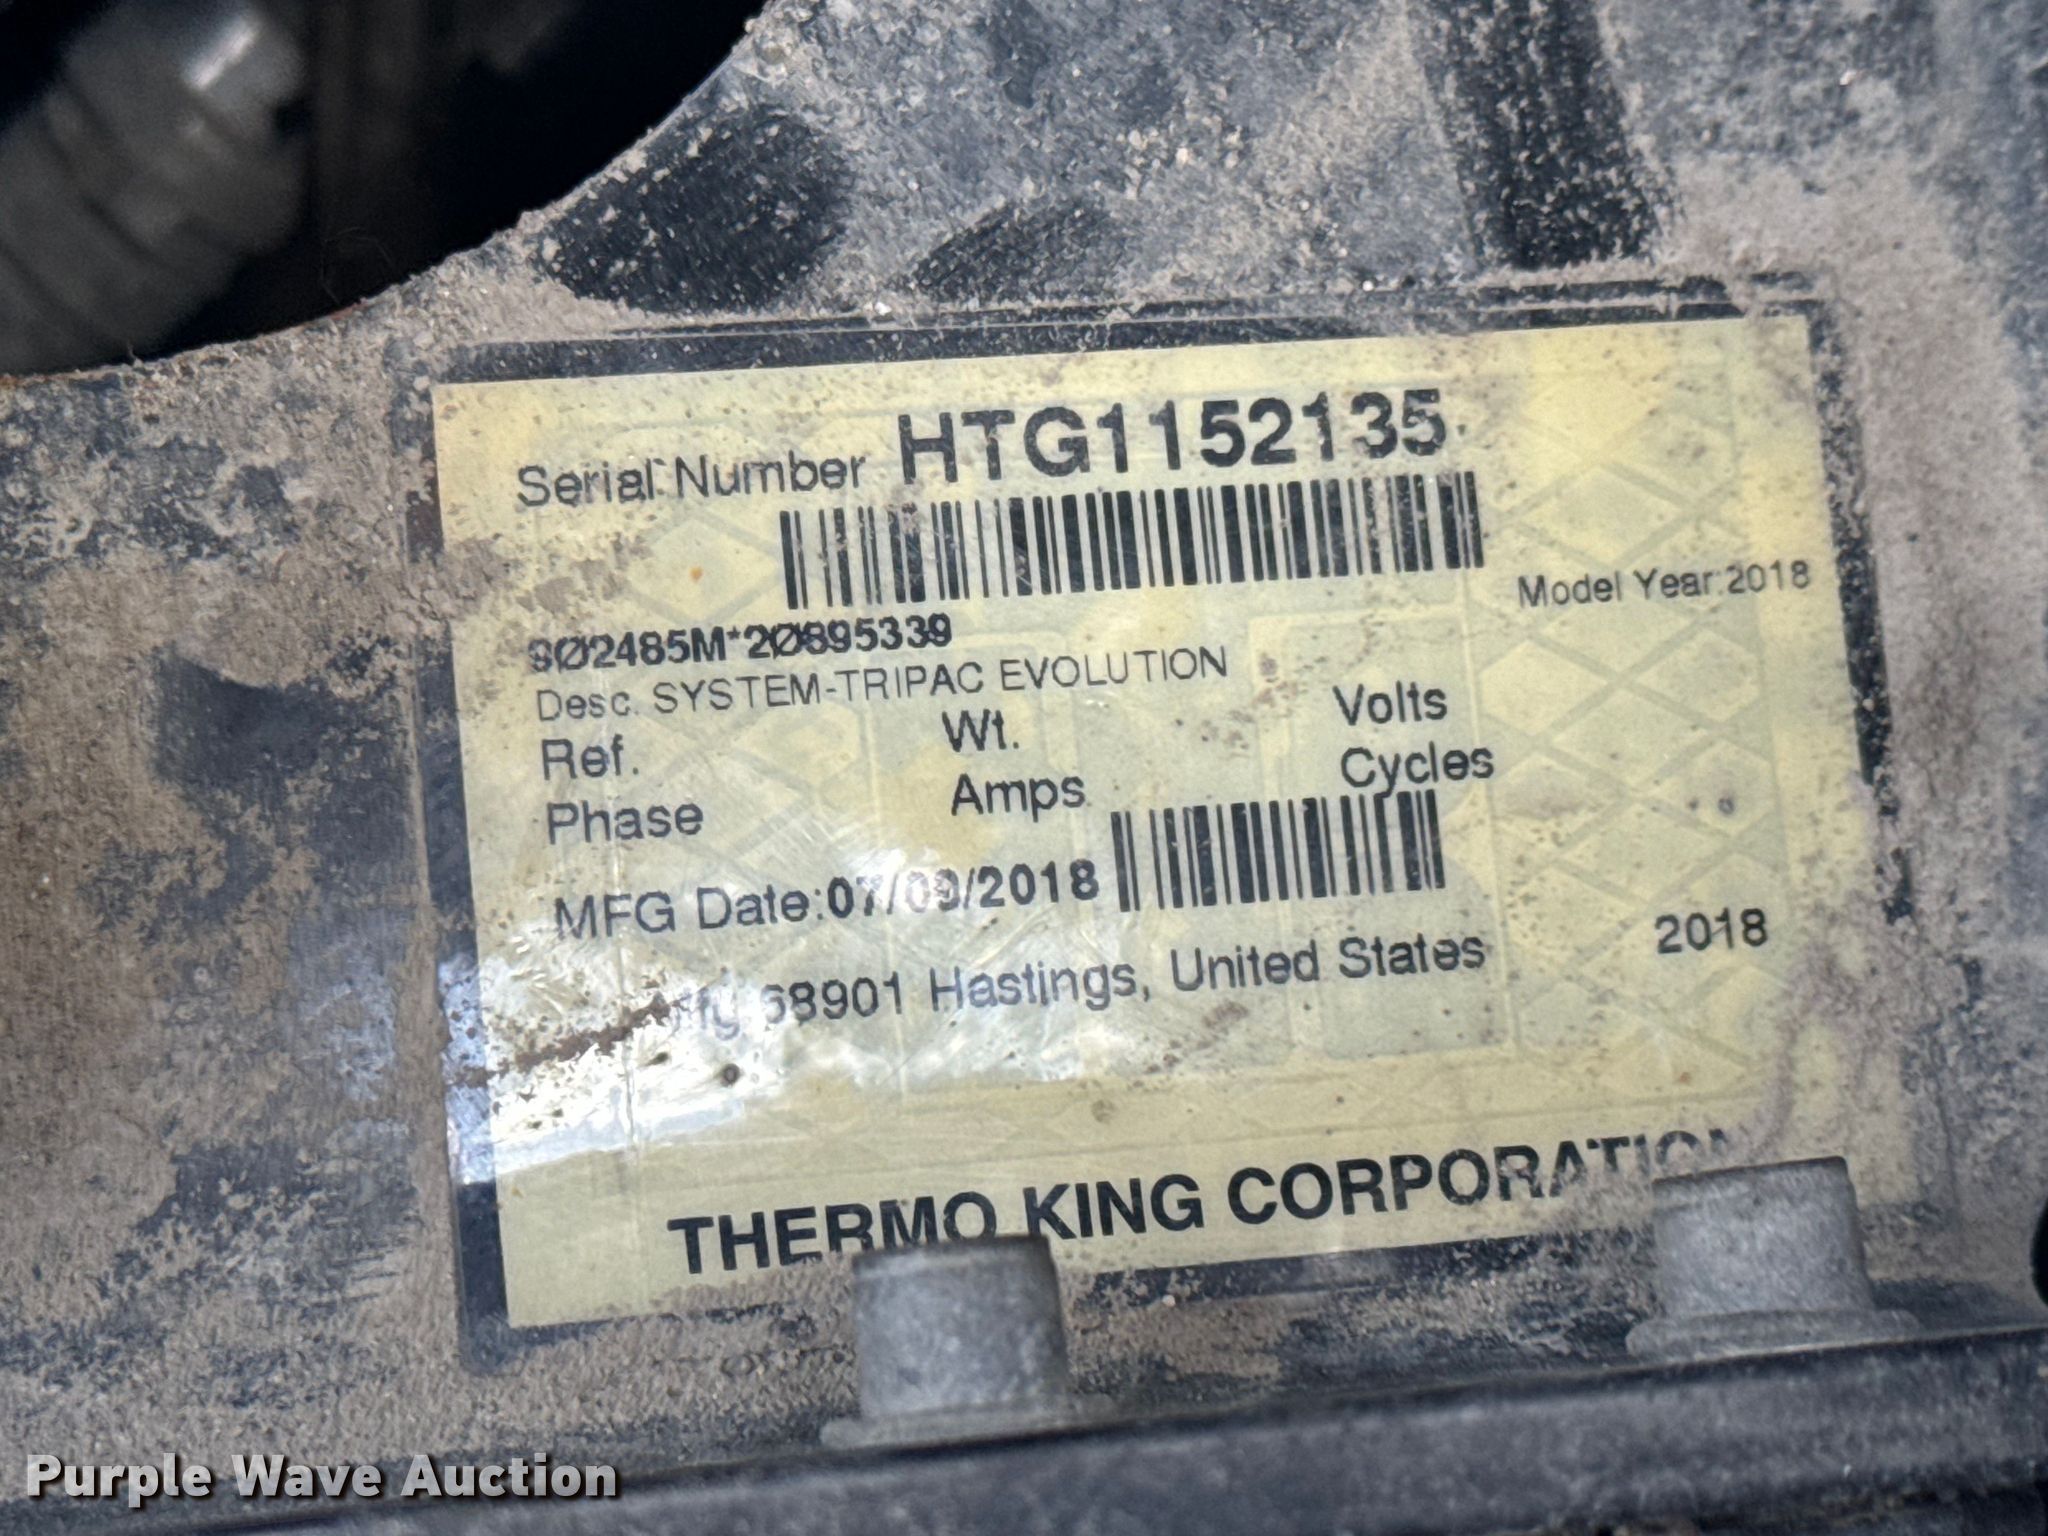 Serial Number HTG1152135
Model Year:2018
9Ø2485M*2Ø895339
Desc. SYSTEM-TRIPAC EVOLUTION
Ref. Wt. Volts
Phase Amps Cycles
MFG Date:07/09/2018
68901 Hastings, United States 2018
THERMO KING CORPORATION
Purple Wave Auction